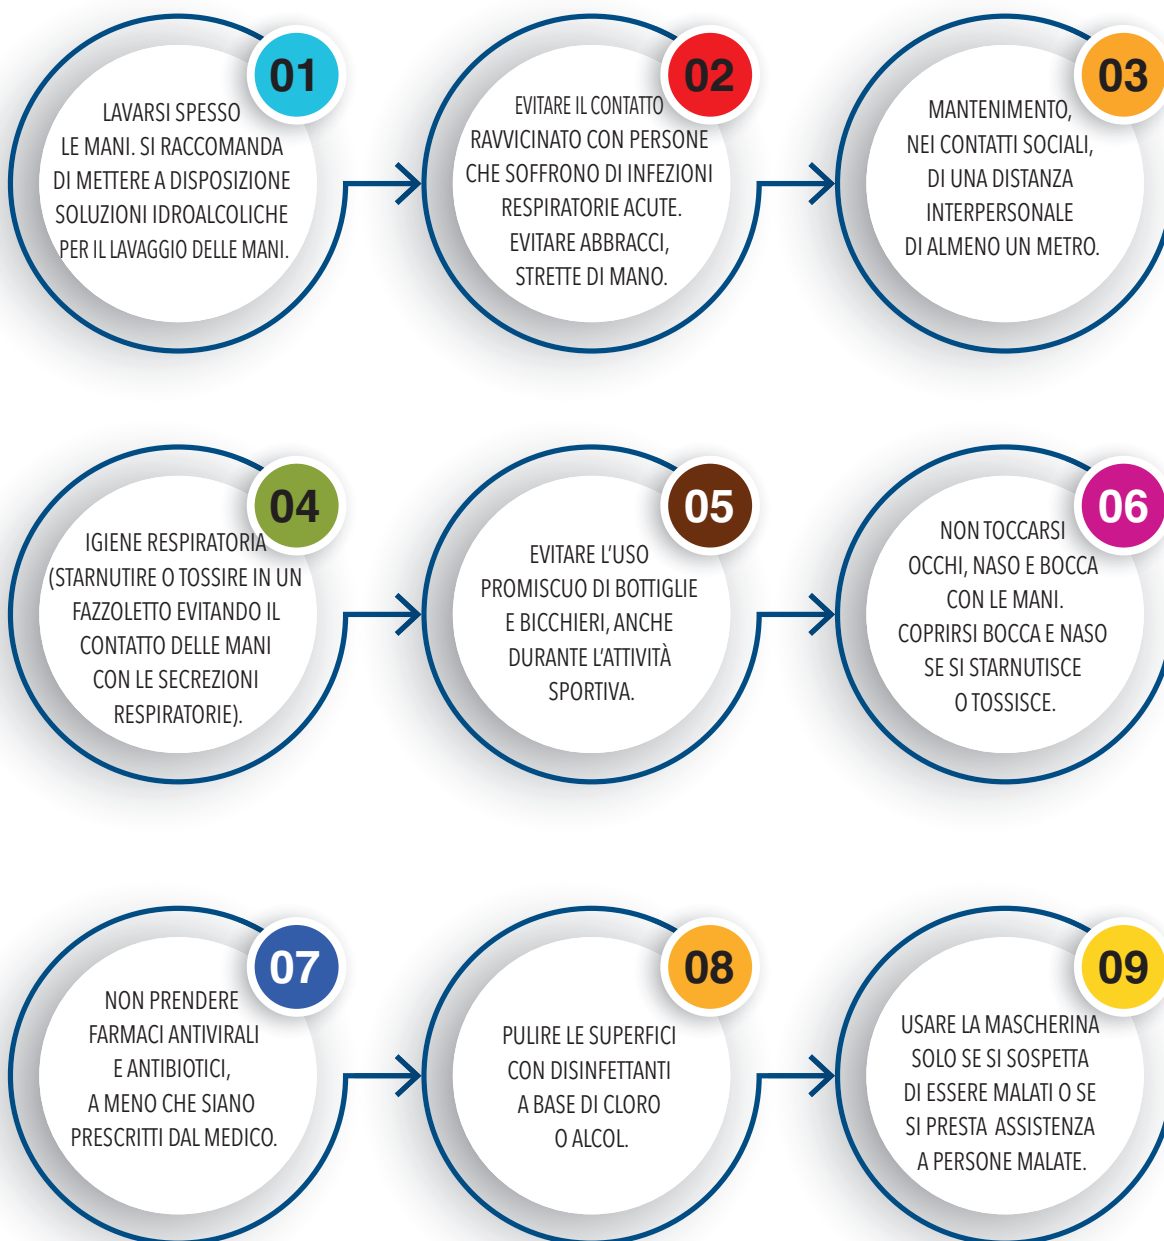 01
LAVARSI SPESSO
LE MANI. SI RACCOMANDA
DI METTERE A DISPOSIZIONE
SOLUZIONI IDROALCOLICHE
PER IL LAVAGGIO DELLE MANI.
02
EVITARE IL CONTATTO
RAVVICINATO CON PERSONE
CHE SOFFRONO DI INFEZIONI
RESPIRATORIE ACUTE.
EVITARE ABBRACCI,
STRETTE DI MANO.
03
MANTENIMENTO,
NEI CONTATTI SOCIALI,
DI UNA DISTANZA
INTERPERSONALE
DI ALMENO UN METRO.
04
IGIENE RESPIRATORIA
(STARNUTIRE O TOSSIRE IN UN
FAZZOLETTO EVITANDO IL
CONTATTO DELLE MANI
CON LE SECREZIONI
RESPIRATORIE).
05
EVITARE L'USO
PROMISCUO DI BOTTIGLIE
E BICCHIERI, ANCHE
DURANTE L'ATTIVITÀ
SPORTIVA.
06
NON TOCCARSI
OCCHI, NASO E BOCCA
CON LE MANI.
COPRIRSI BOCCA E NASO
SE SI STARNUTISCE
O TOSSISCE.
07
NON PRENDERE
FARMACI ANTIVIRALI
E ANTIBIOTICI,
A MENO CHE SIANO
PRESCRITTI DAL MEDICO.
08
PULIRE LE SUPERFICI
CON DISINFETTANTI
A BASE DI CLORO
O ALCOL.
09
USARE LA MASCHERINA
SOLO SE SI SOSPETTA
DI ESSERE MALATI O SE
SI PRESTA ASSISTENZA
A PERSONE MALATE.